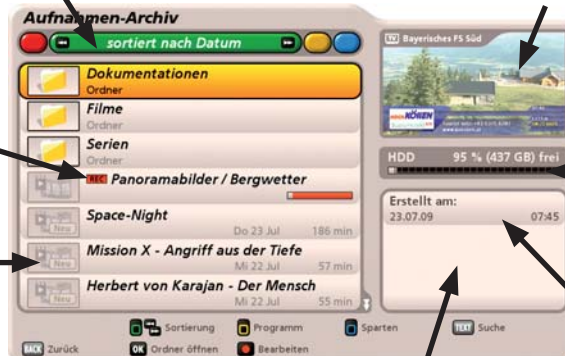 Aufnahmen-Archiv
sortiert nach Datum
Dokumentationen
Ordner
Filme
Ordner
Serien
Ordner
REC Panoramabilder / Bergwetter
Neu
Space-Night
Do 23 Jul 186 min
Neu
Mission X - Angriff aus der Tiefe
Mi 22 Jul 57 min
Neu
Herbert von Karajan - Der Mensch
Mi 22 Jul 55 min
TV Bayerisches FS Süd
HDD 95 % (437 GB) frei
Erstellt am:
23.07.09 07:45
Sortierung Programm Sparten TEXT Suche
BACK Zurück OK Ordner öffnen Bearbeiten